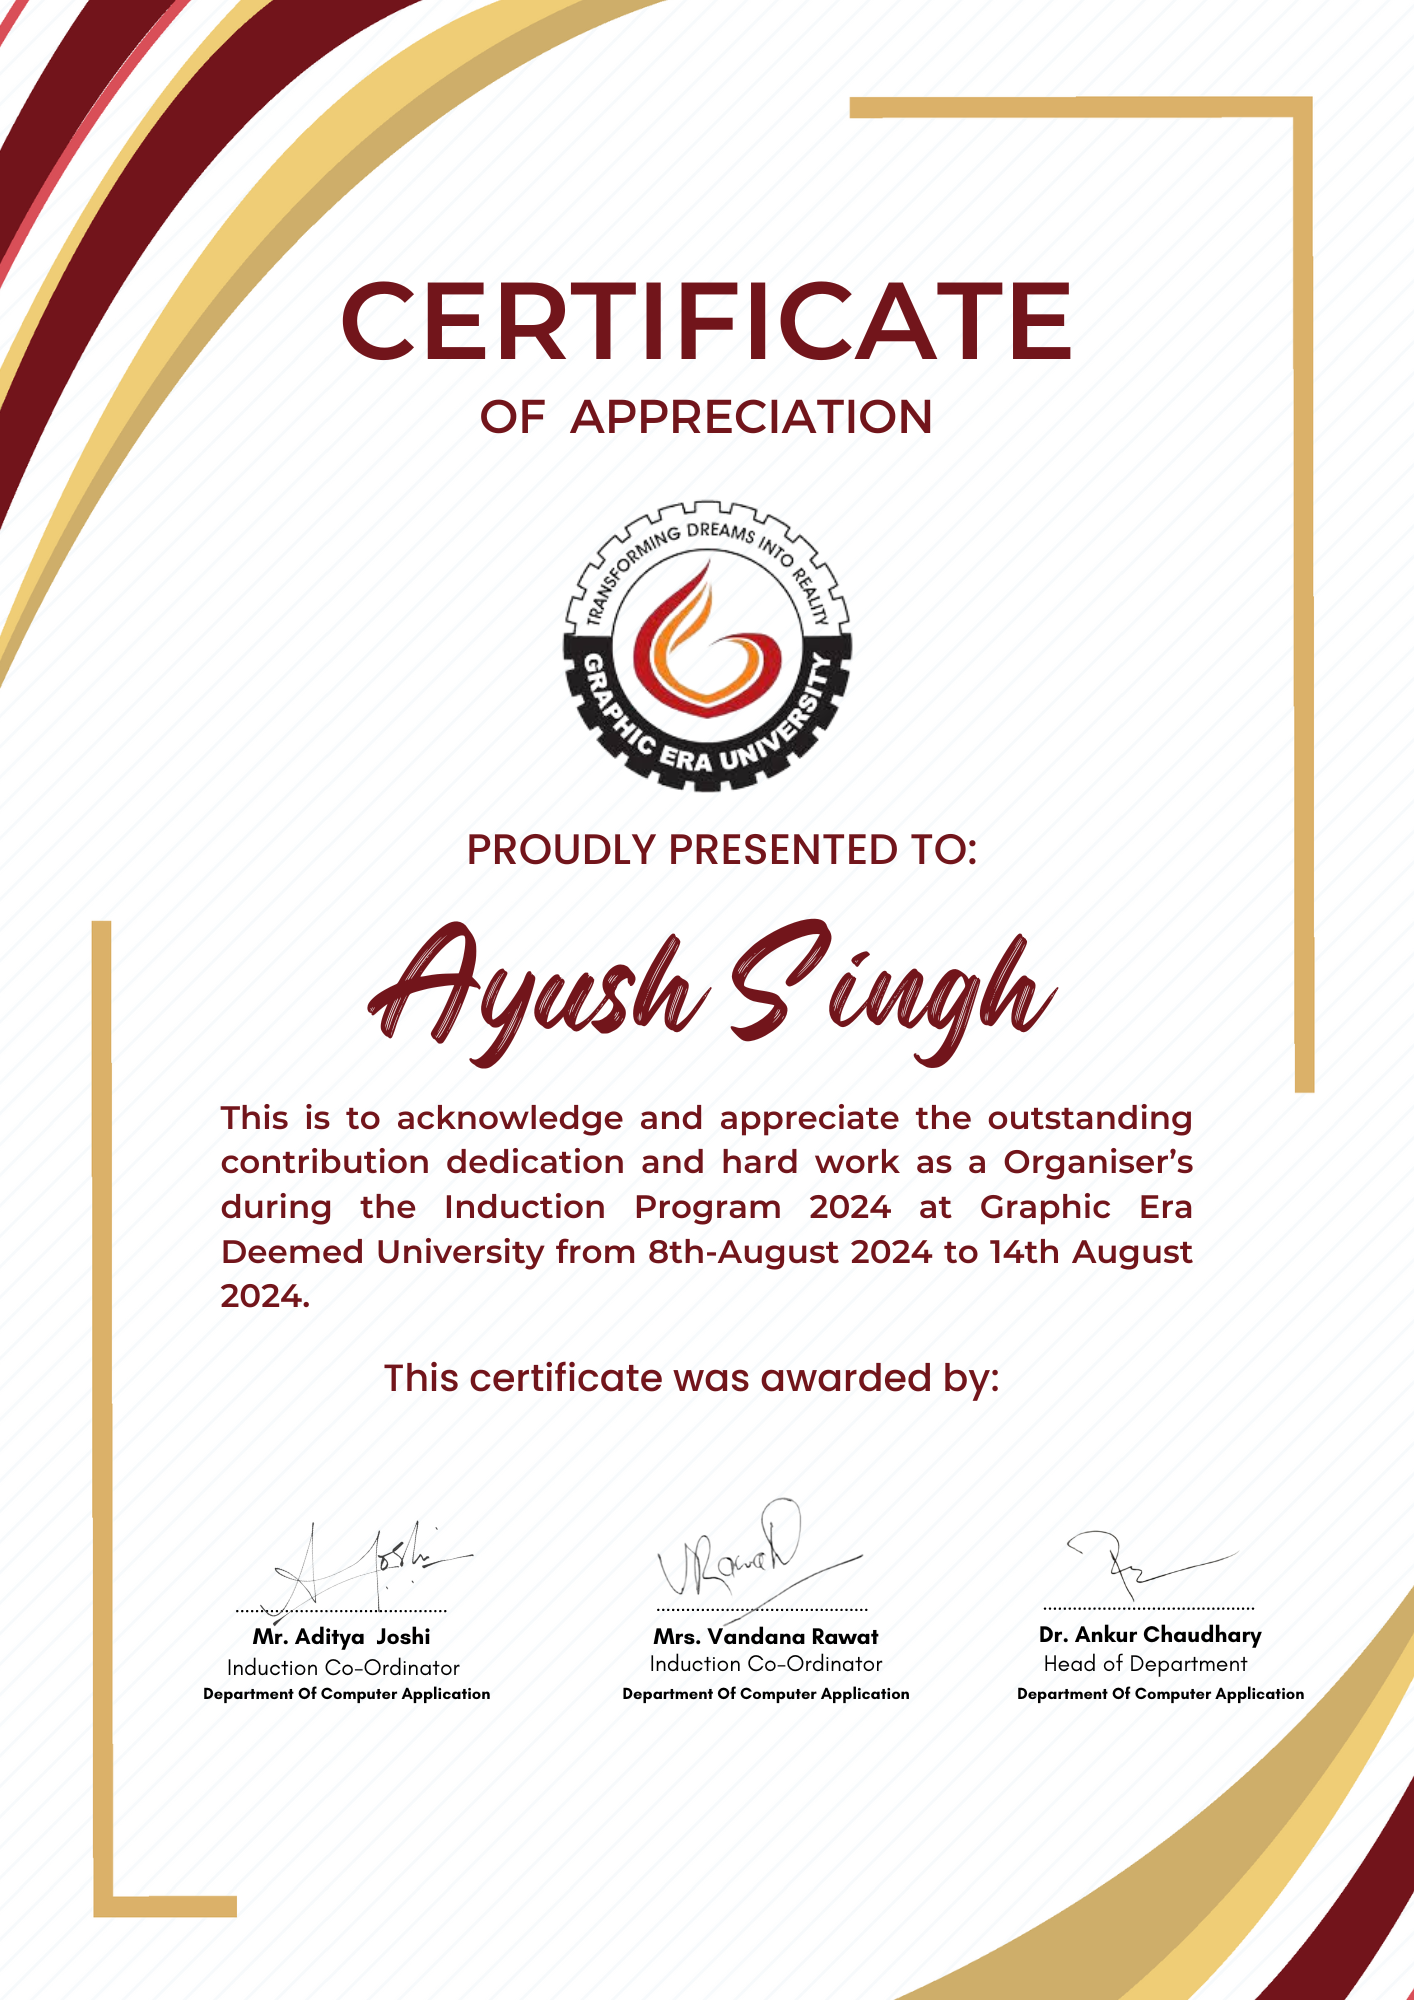 CERTIFICATE
OF APPRECIATION
TRANSFORMING DREAMS INTO REALITY
GRAPHIC ERA UNIVERSITY
PROUDLY PRESENTED TO:
Ayush Singh
This is to acknowledge and appreciate the outstanding
contribution dedication and hard work as a Organiser's
during the Induction Program 2024 at Graphic Era
Deemed University from 8th-August 2024 to 14th August
2024.
This certificate was awarded by:
A Joshi
VRawat
Mr. Aditya Joshi
Induction Co-Ordinator
Department Of Computer Application
Mrs. Vandana Rawat
Induction Co-Ordinator
Department Of Computer Application
Dr. Ankur Chaudhary
Head of Department
Department Of Computer Application